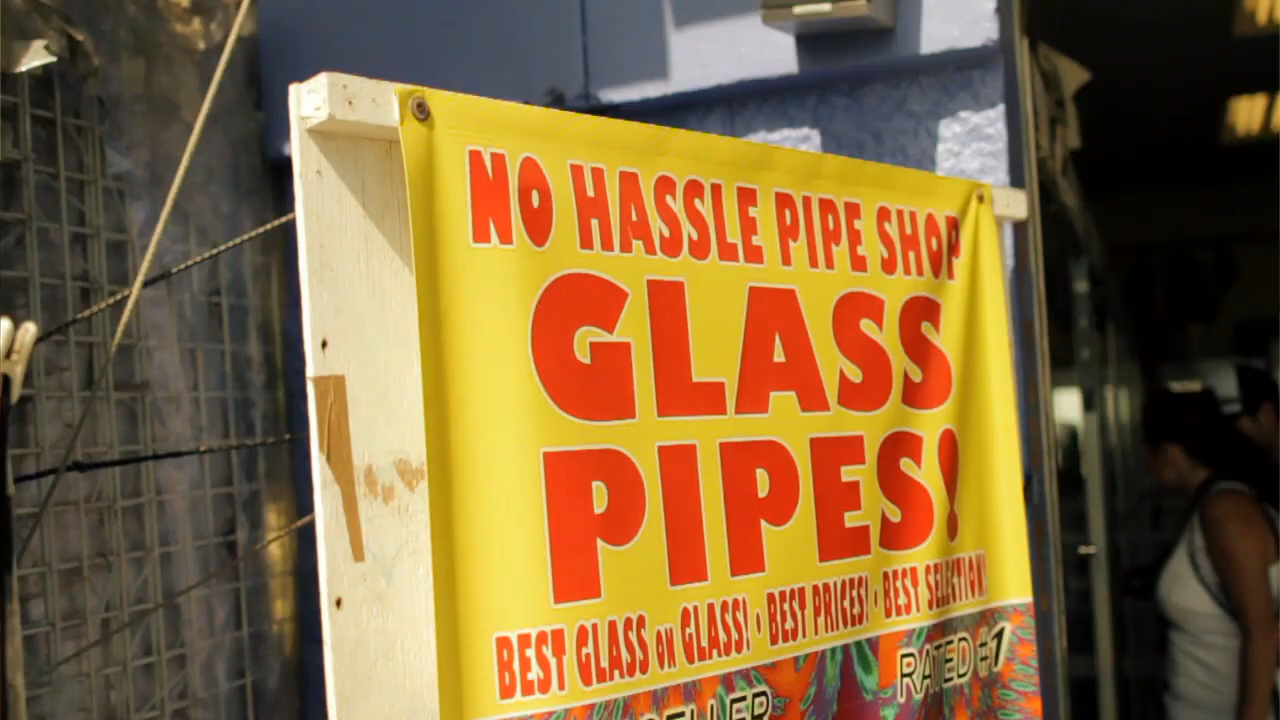 NO HASSLE PIPE SHOP
GLASS
PIPES!
BEST GLASS ON GLASS! • BEST PRICES! • BEST SELECTION!
RATED #1